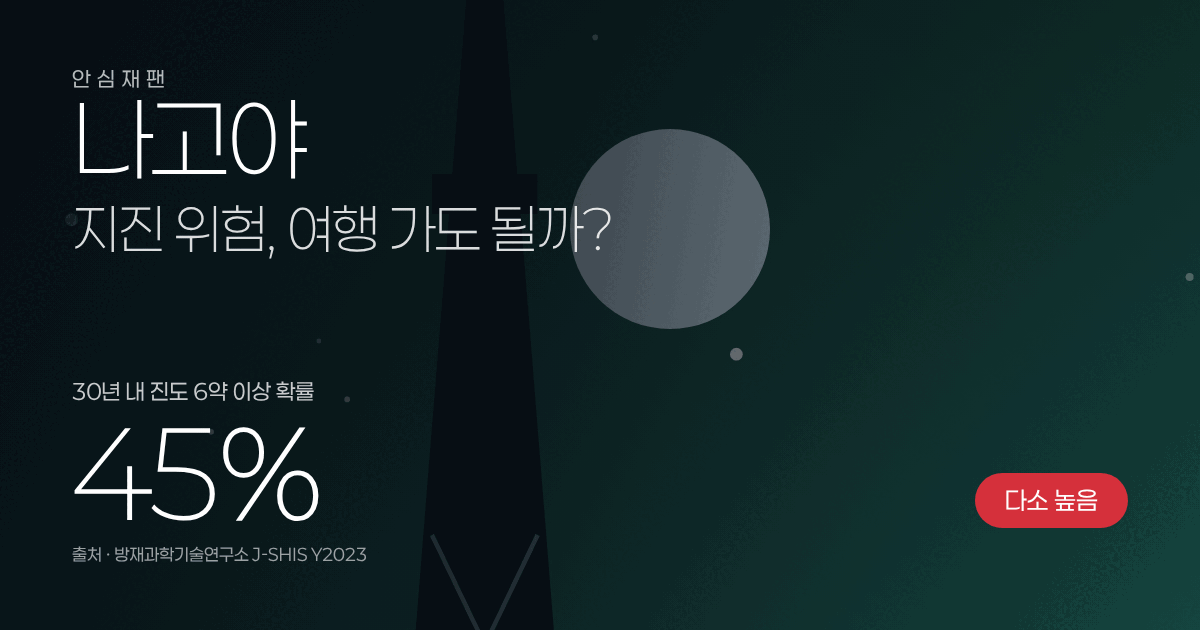 안심재팬
나고야
지진 위험, 여행 가도 될까?
30년 내 진도 6약 이상 확률
45%
출처 · 방재과학기술연구소 J-SHIS Y2023
다소 높음